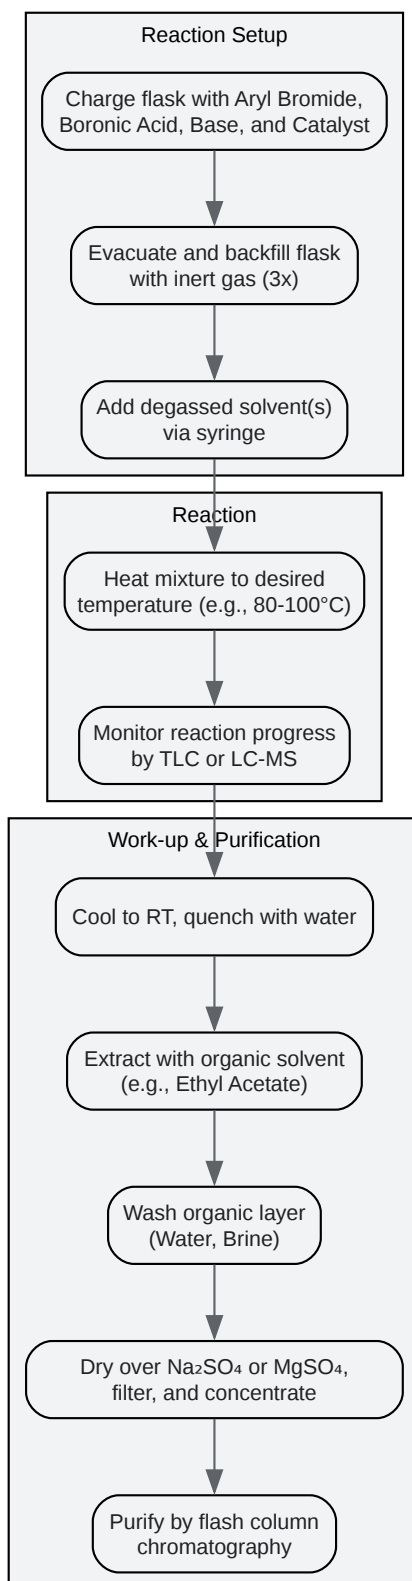 Reaction Setup
Charge flask with Aryl Bromide,
Boronic Acid, Base, and Catalyst
Evacuate and backfill flask
with inert gas (3x)
Add degassed solvent(s)
via syringe
Reaction
Heat mixture to desired
temperature (e.g., 80-100°C)
Monitor reaction progress
by TLC or LC-MS
Work-up & Purification
Cool to RT, quench with water
Extract with organic solvent
(e.g., Ethyl Acetate)
Wash organic layer
(Water, Brine)
Dry over Na₂SO₄ or MgSO₄,
filter, and concentrate
Purify by flash column
chromatography